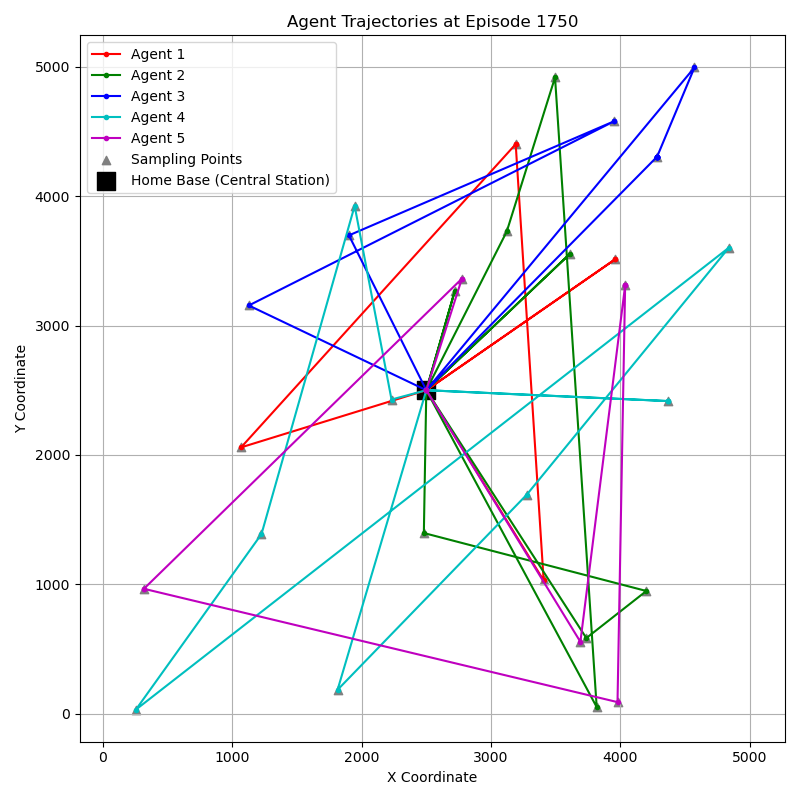 Agent Trajectories at Episode 1750
Agent 1
Agent 2
Agent 3
Agent 4
Agent 5
Sampling Points
Home Base (Central Station)
Y Coordinate
5000
4000
3000
2000
1000
0
0 1000 2000 3000 4000 5000
X Coordinate